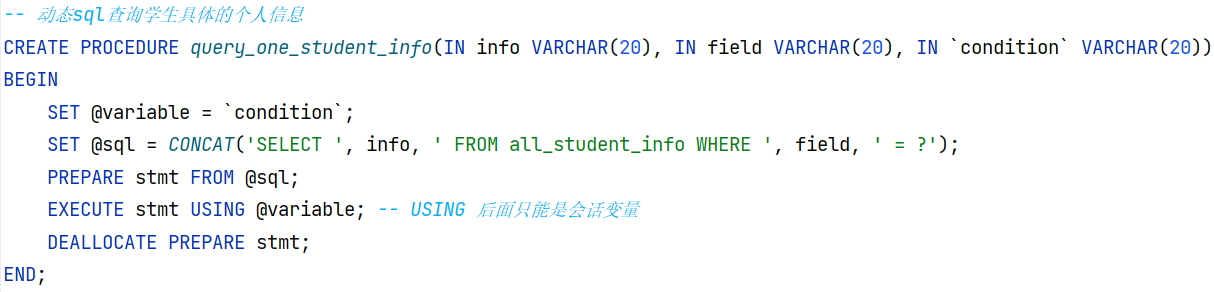 -- 动态sql查询学生具体的个人信息
CREATE PROCEDURE query_one_student_info(IN info VARCHAR(20), IN field VARCHAR(20), IN `condition` VARCHAR(20))
BEGIN
    SET @variable = `condition`;
    SET @sql = CONCAT('SELECT ', info, ' FROM all_student_info WHERE ', field, ' = ?');
    PREPARE stmt FROM @sql;
    EXECUTE stmt USING @variable; -- USING 后面只能是会话变量
    DEALLOCATE PREPARE stmt;
END;